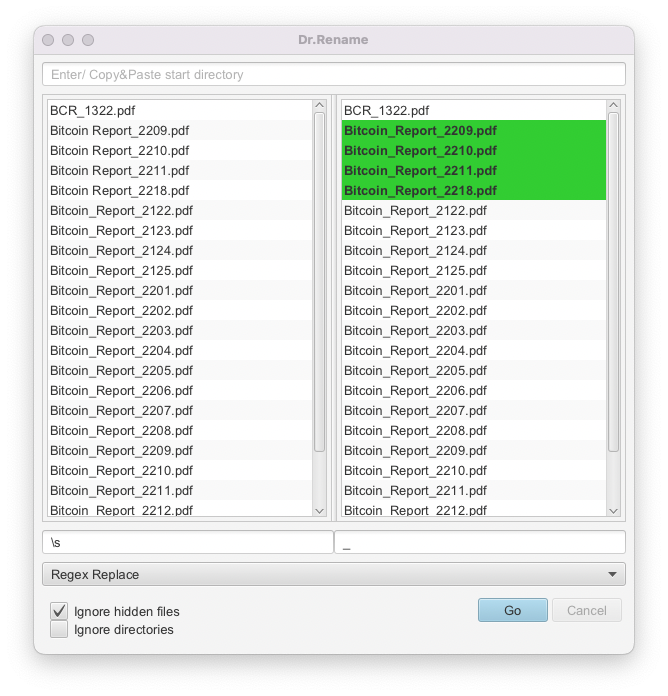 Dr.Rename
Enter/ Copy&Paste start directory
BCR_1322.pdf
Bitcoin Report_2209.pdf
Bitcoin Report_2210.pdf
Bitcoin Report_2211.pdf
Bitcoin Report_2218.pdf
Bitcoin_Report_2122.pdf
Bitcoin_Report_2123.pdf
Bitcoin_Report_2124.pdf
Bitcoin_Report_2125.pdf
Bitcoin_Report_2201.pdf
Bitcoin_Report_2202.pdf
Bitcoin_Report_2203.pdf
Bitcoin_Report_2204.pdf
Bitcoin_Report_2205.pdf
Bitcoin_Report_2206.pdf
Bitcoin_Report_2207.pdf
Bitcoin_Report_2208.pdf
Bitcoin_Report_2209.pdf
Bitcoin_Report_2210.pdf
Bitcoin_Report_2211.pdf
Bitcoin_Report_2212.pdf
BCR_1322.pdf
Bitcoin_Report_2209.pdf
Bitcoin_Report_2210.pdf
Bitcoin_Report_2211.pdf
Bitcoin_Report_2218.pdf
Bitcoin_Report_2122.pdf
Bitcoin_Report_2123.pdf
Bitcoin_Report_2124.pdf
Bitcoin_Report_2125.pdf
Bitcoin_Report_2201.pdf
Bitcoin_Report_2202.pdf
Bitcoin_Report_2203.pdf
Bitcoin_Report_2204.pdf
Bitcoin_Report_2205.pdf
Bitcoin_Report_2206.pdf
Bitcoin_Report_2207.pdf
Bitcoin_Report_2208.pdf
Bitcoin_Report_2209.pdf
Bitcoin_Report_2210.pdf
Bitcoin_Report_2211.pdf
Bitcoin_Report_2212.pdf
\s
_
Regex Replace
Ignore hidden files
Ignore directories
Go
Cancel